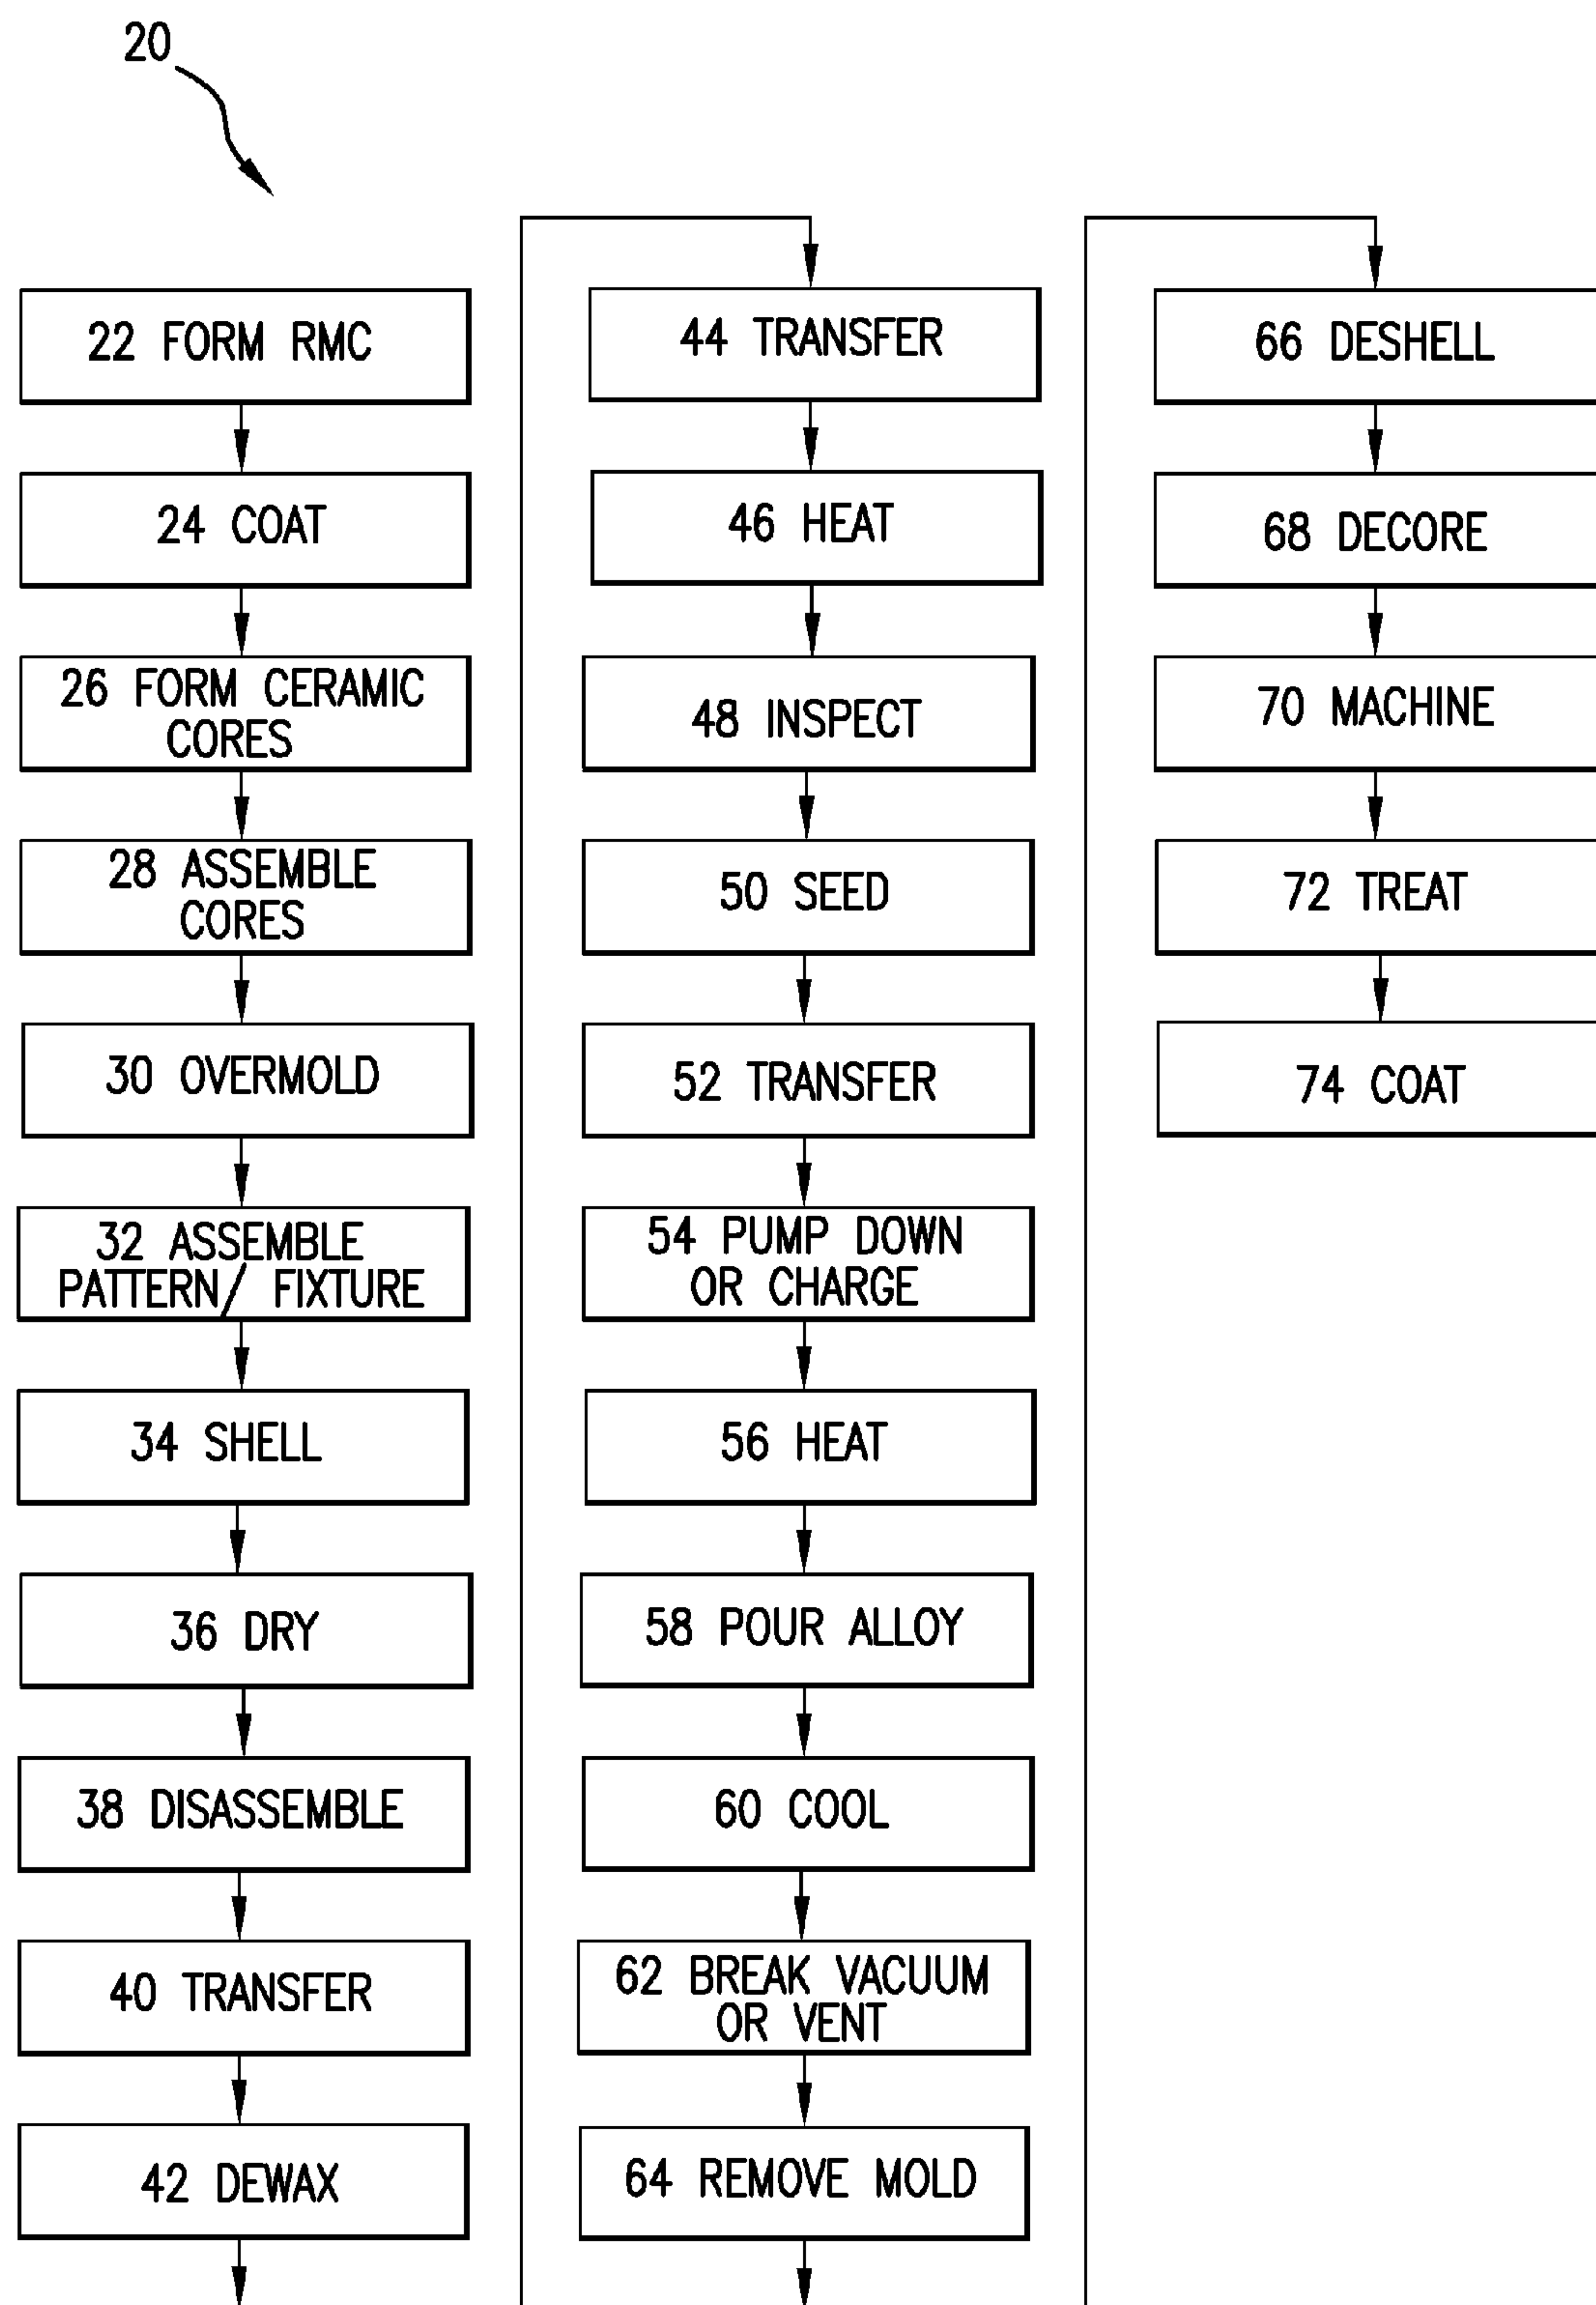 20
22 FORM RMC
24 COAT
26 FORM CERAMIC
CORES
28 ASSEMBLE
CORES
30 OVERMOLD
32 ASSEMBLE
PATTERN/ FIXTURE
34 SHELL
36 DRY
38 DISASSEMBLE
40 TRANSFER
42 DEWAX
44 TRANSFER
46 HEAT
48 INSPECT
50 SEED
52 TRANSFER
54 PUMP DOWN
OR CHARGE
56 HEAT
58 POUR ALLOY
60 COOL
62 BREAK VACUUM
OR VENT
64 REMOVE MOLD
66 DESHELL
68 DECORE
70 MACHINE
72 TREAT
74 COAT